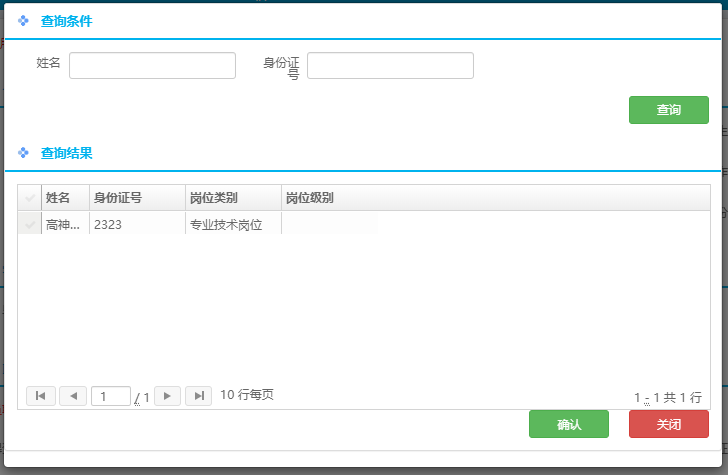 查询条件
姓名 身份证号
查询
查询结果
姓名 身份证号 岗位类别 岗位级别
高神... 2323 专业技术岗位
1 / 1 10 行每页 1 - 1 共 1 行
确认 关闭